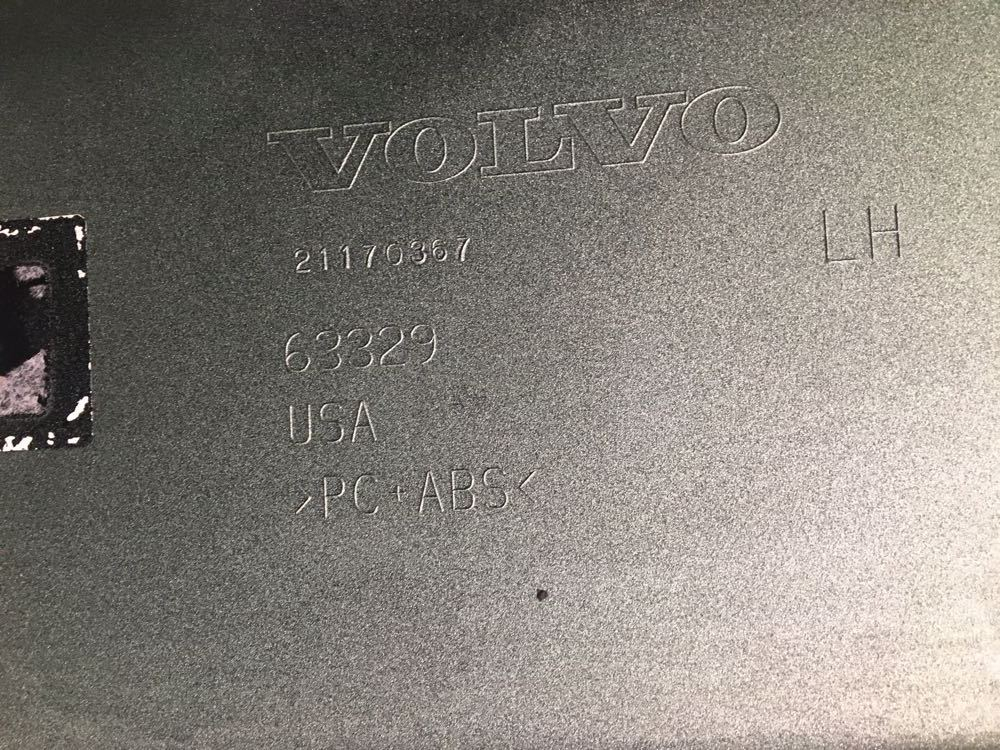 VOLVO
21170367
LH
63329
USA
>PC+ABS<